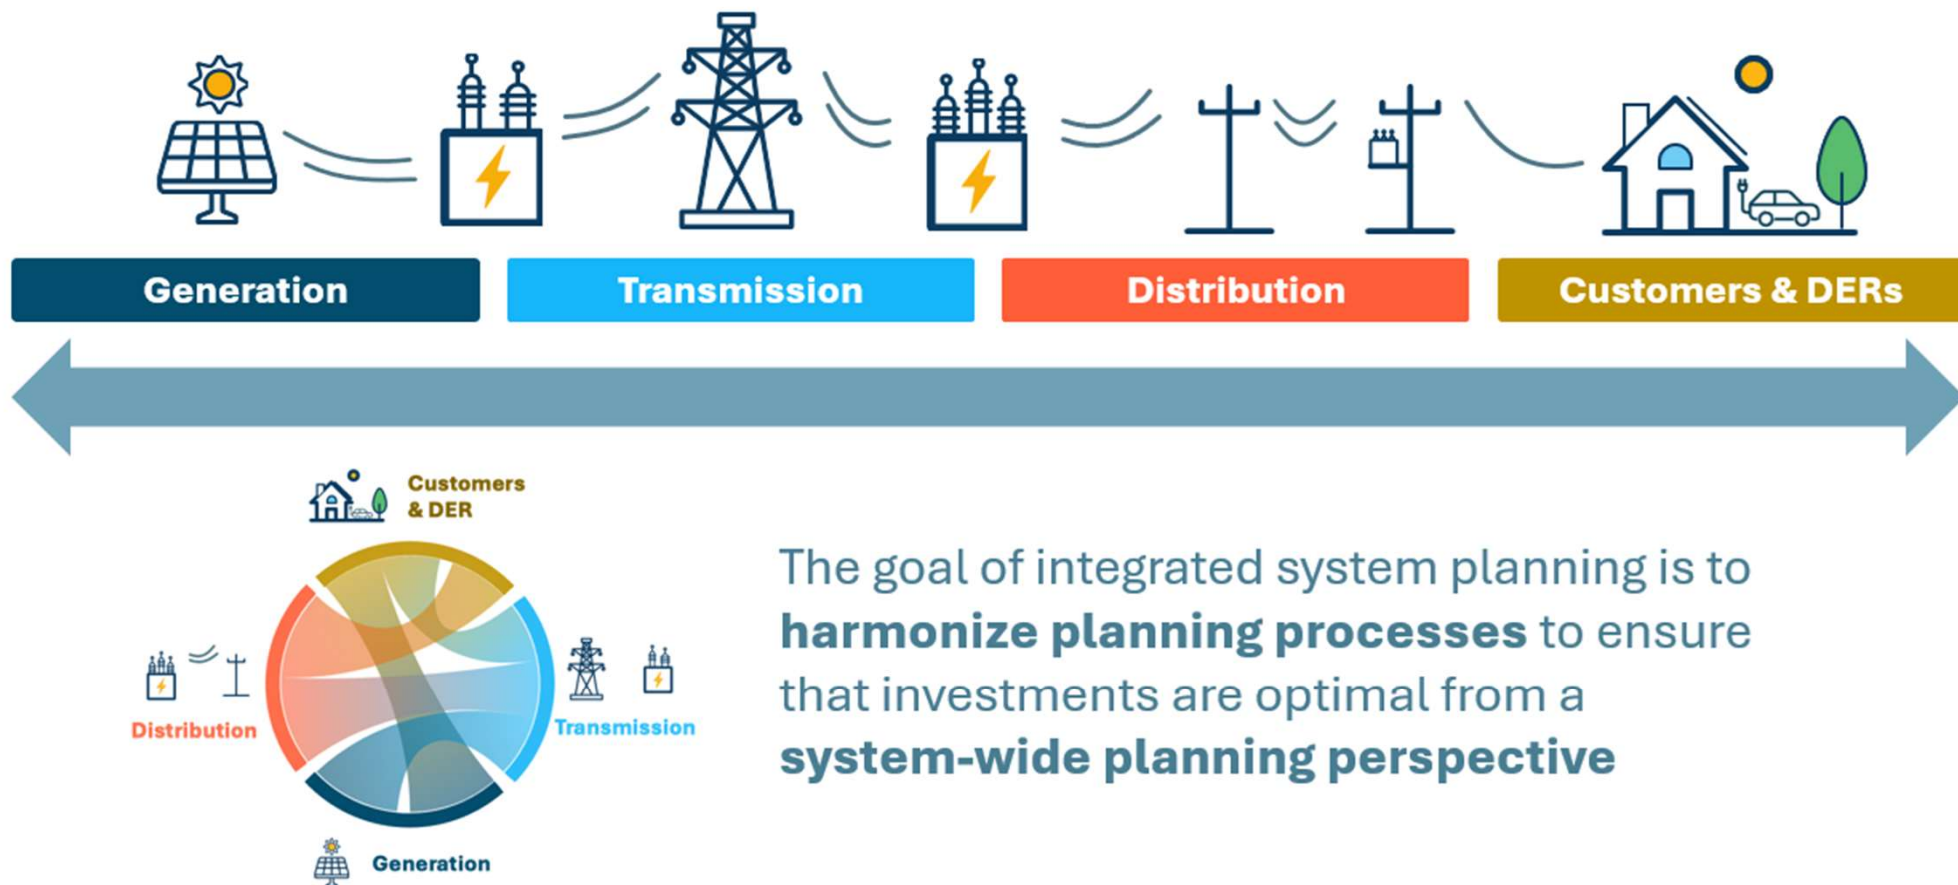 Generation
Transmission
Distribution
Customers & DERs
Customers
& DER
Distribution
Transmission
Generation
The goal of integrated system planning is to
harmonize planning processes to ensure
that investments are optimal from a
system-wide planning perspective